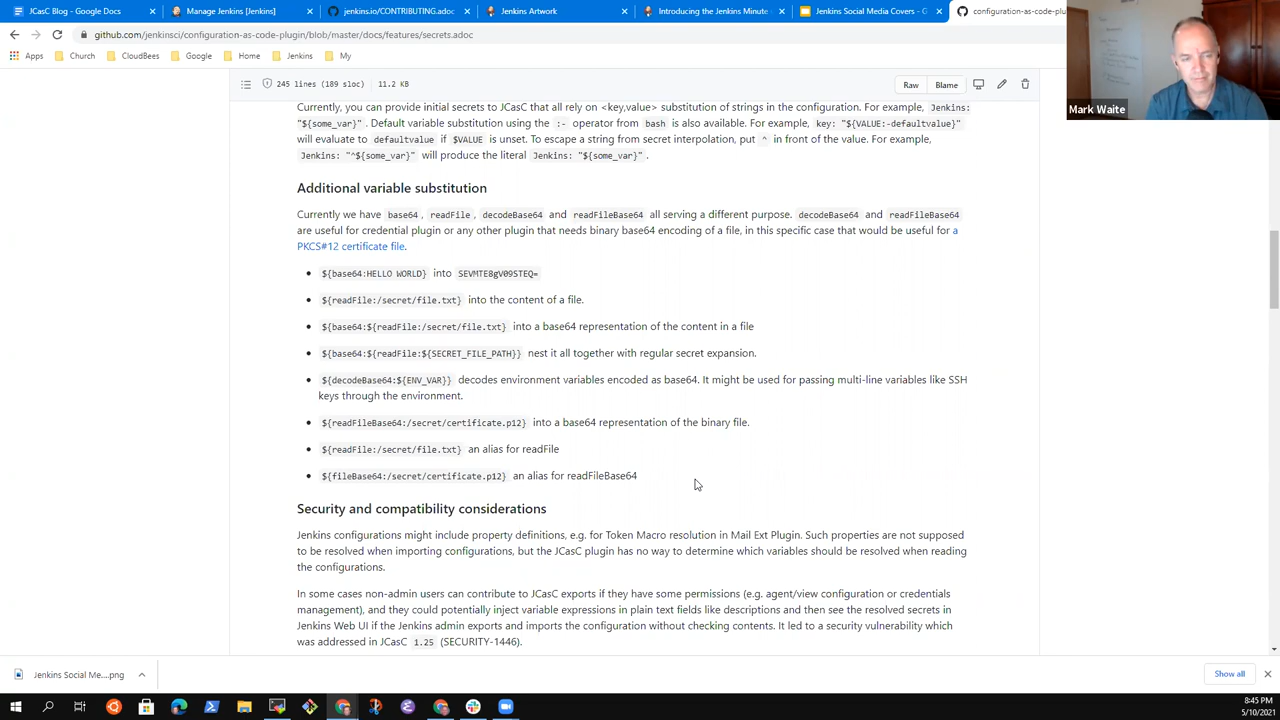 JCasC Blog - Google Docs
Manage Jenkins [Jenkins]
jenkins.io/CONTRIBUTING.adoc
Jenkins Artwork
Introducing the Jenkins Minute
Jenkins Social Media Covers - G
configuration-as-code-plu
github.com/jenkinsci/configuration-as-code-plugin/blob/master/docs/features/secrets.adoc
Apps Church CloudBees Google Home Jenkins My
Mark Waite
245 lines (189 sloc) 11.2 KB
Raw Blame
Currently, you can provide initial secrets to JCasC that all rely on <key,value> substitution of strings in the configuration. For example, Jenkins:
"${some_var}". Default variable substitution using the :- operator from bash is also available. For example, key: "${VALUE:-defaultvalue}"
will evaluate to defaultvalue if $VALUE is unset. To escape a string from secret interpolation, put ^ in front of the value. For example,
Jenkins: "^${some_var}" will produce the literal Jenkins: "${some_var}".
Additional variable substitution
Currently we have base64, readFile, decodeBase64 and readFileBase64 all serving a different purpose. decodeBase64 and readFileBase64
are useful for credential plugin or any other plugin that needs binary base64 encoding of a file, in this specific case that would be useful for a
PKCS#12 certificate file.
${base64:HELLO WORLD} into SEVMTE8gV09STEQ=
${readFile:/secret/file.txt} into the content of a file.
${base64:${readFile:/secret/file.txt} into a base64 representation of the content in a file
${base64:${readFile:${SECRET_FILE_PATH}} nest it all together with regular secret expansion.
${decodeBase64:${ENV_VAR}} decodes environment variables encoded as base64. It might be used for passing multi-line variables like SSH
keys through the environment.
${readFileBase64:/secret/certificate.p12} into a base64 representation of the binary file.
${readFile:/secret/file.txt} an alias for readFile
${fileBase64:/secret/certificate.p12} an alias for readFileBase64
Security and compatibility considerations
Jenkins configurations might include property definitions, e.g. for Token Macro resolution in Mail Ext Plugin. Such properties are not supposed
to be resolved when importing configurations, but the JCasC plugin has no way to determine which variables should be resolved when reading
the configurations.
In some cases non-admin users can contribute to JCasC exports if they have some permissions (e.g. agent/view configuration or credentials
management), and they could potentially inject variable expressions in plain text fields like descriptions and then see the resolved secrets in
Jenkins Web UI if the Jenkins admin exports and imports the configuration without checking contents. It led to a security vulnerability which
was addressed in JCasC 1.25 (SECURITY-1446).
Jenkins Social Me....png
Show all
8:45 PM
5/10/2021